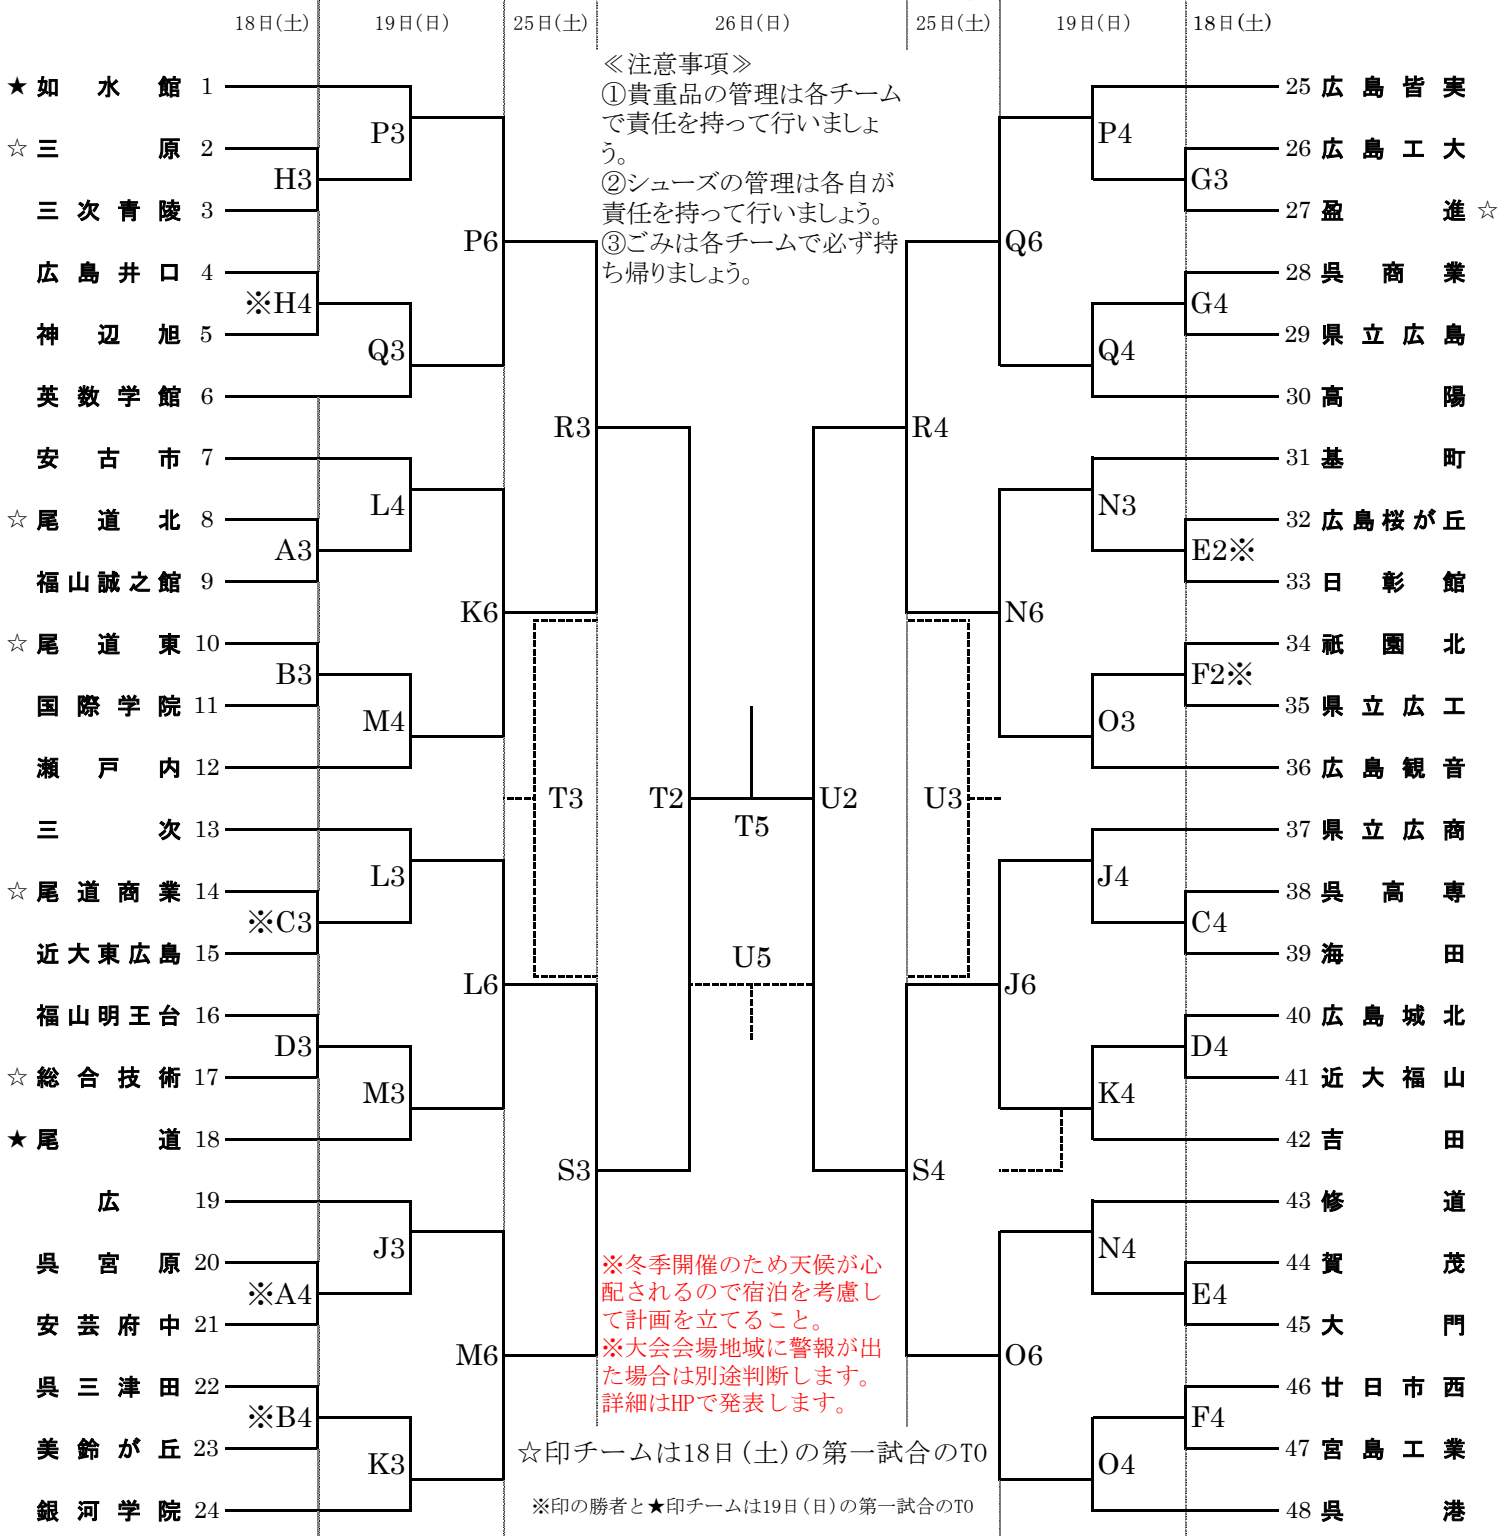 18日(土) 19日(日) 25日(土) 26日(日) 25日(土) 19日(日) 18日(土)
≪注意事項≫
①貴重品の管理は各チーム
で責任を持って行いましょ
う。
②シューズの管理は各自が
責任を持って行いましょう。
③ごみは各チームで必ず持
ち帰りましょう。
★如水館 1
☆三原 2
三次青陵 3
広島井口 4
神辺旭 5
英数学館 6
安古市 7
☆尾道北 8
福山誠之館 9
☆尾道東 10
国際学院 11
瀬戸内 12
三次 13
☆尾道商業 14
近大東広島 15
福山明王台 16
☆総合技術 17
★尾道 18
広 19
呉宮原 20
安芸府中 21
呉三津田 22
美鈴が丘 23
銀河学院 24
H3
※H4
A3
B3
※C3
D3
※A4
※B4
P3
Q3
L4
M4
L3
M3
J3
K3
P6
K6
L6
M6
R3
T3
S3
T2
T5
U5
U2
R4
U3
S4
Q6
N6
J6
O6
P4
Q4
N3
O3
J4
K4
N4
O4
G3
G4
E2※
F2※
C4
D4
E4
F4
25 広島皆実
26 広島工大
27 盈進☆
28 呉商業
29 県立広島
30 高陽
31 基町
32 広島桜が丘
33 日彰館
34 祇園北
35 県立広工
36 広島観音
37 県立広商
38 呉高専
39 海田
40 広島城北
41 近大福山
42 吉田
43 修道
44 賀茂
45 大門
46 廿日市西
47 宮島工業
48 呉港
※冬季開催のため天候が心
配されるので宿泊を考慮し
て計画を立てること。
※大会会場地域に警報が出
た場合は別途判断します。
詳細はHPで発表します。
☆印チームは18日(土)の第一試合のTO
※印の勝者と★印チームは19日(日)の第一試合のTO